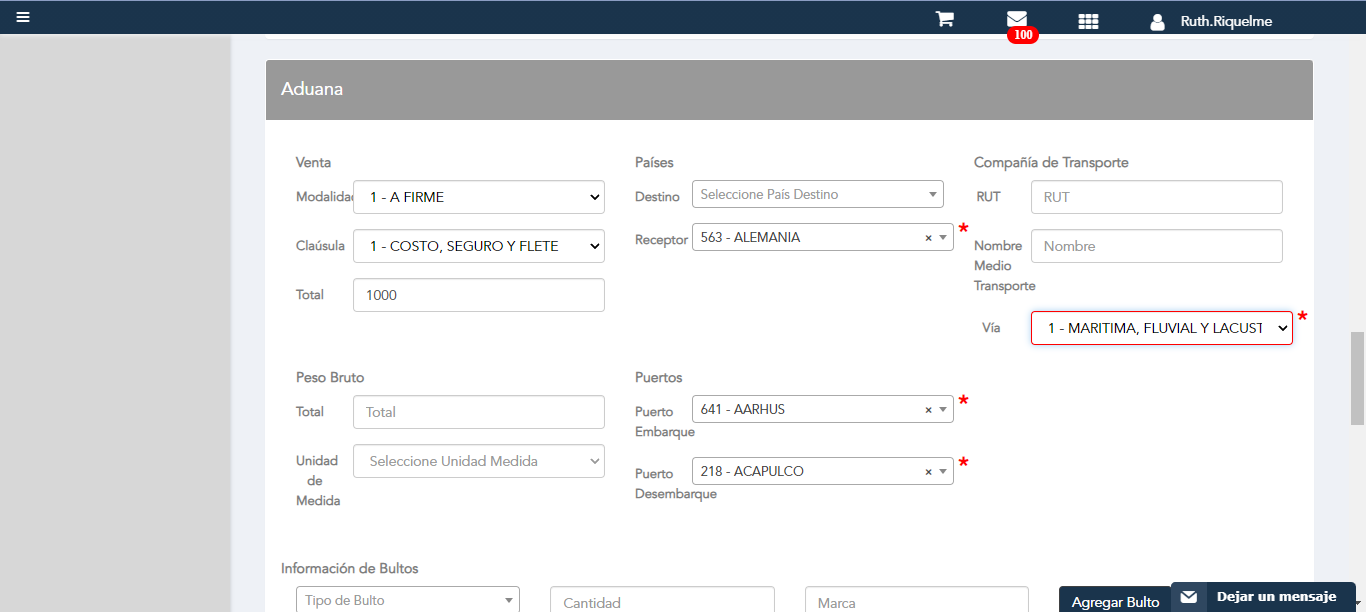 100
Ruth.Riquelme
Aduana
Venta
Modalidad
1 - A FIRME
Claúsula
1 - COSTO, SEGURO Y FLETE
Total
1000
Países
Destino
Seleccione País Destino
Receptor
563 - ALEMANIA
× 
*
Compañía de Transporte
RUT
RUT
Nombre
Medio
Transporte
Nombre
Vía
1 - MARITIMA, FLUVIAL Y LACUST
*
Peso Bruto
Total
Total
Unidad
de
Medida
Seleccione Unidad Medida
Puertos
Puerto
Embarque
641 - AARHUS
×
*
Puerto
Desembarque
218 - ACAPULCO
×
*
Información de Bultos
Tipo de Bulto
Cantidad
Marca
Agregar Bulto
Dejar un mensaje